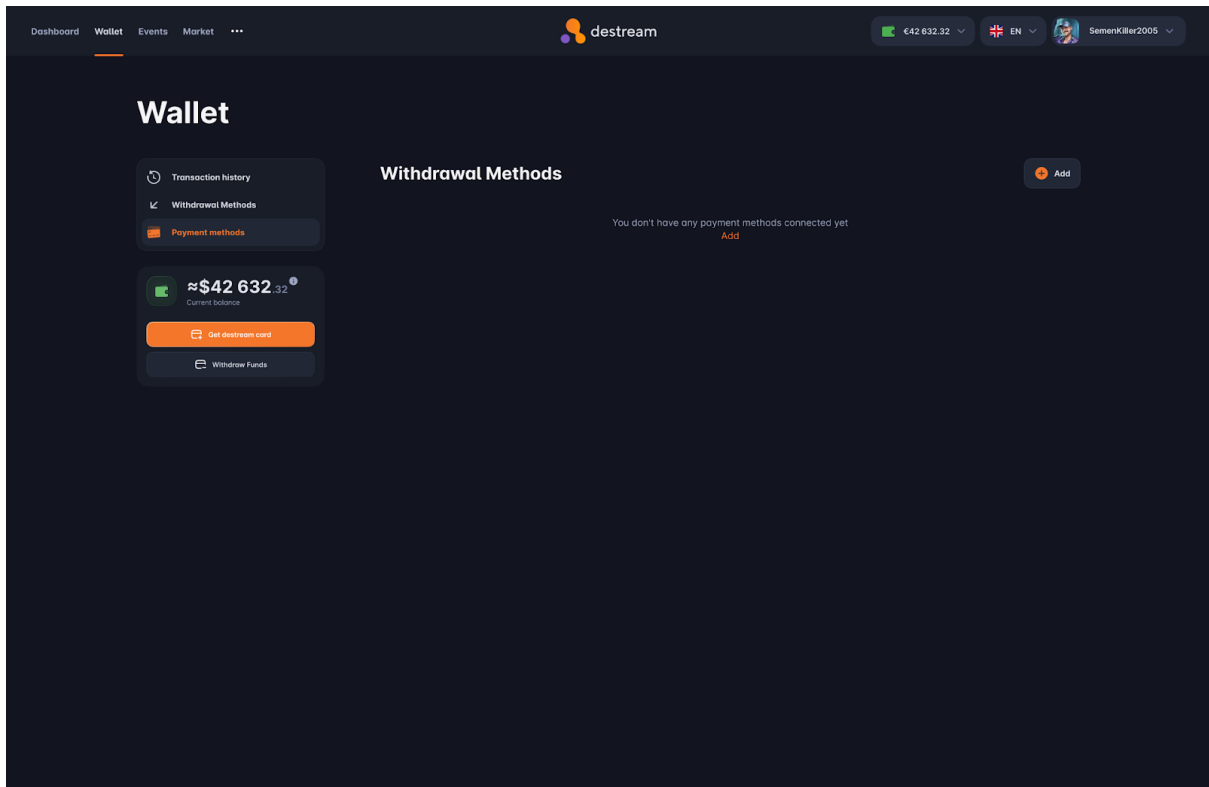 Dashboard Wallet Events Market •••
destream
€42 632.32
EN
SemenKiller2005
Wallet
Transaction history
Withdrawal Methods
Payment methods
≈$42 632.32
Current balance
Get destream card
Withdraw Funds
Withdrawal Methods
Add
You don't have any payment methods connected yet
Add